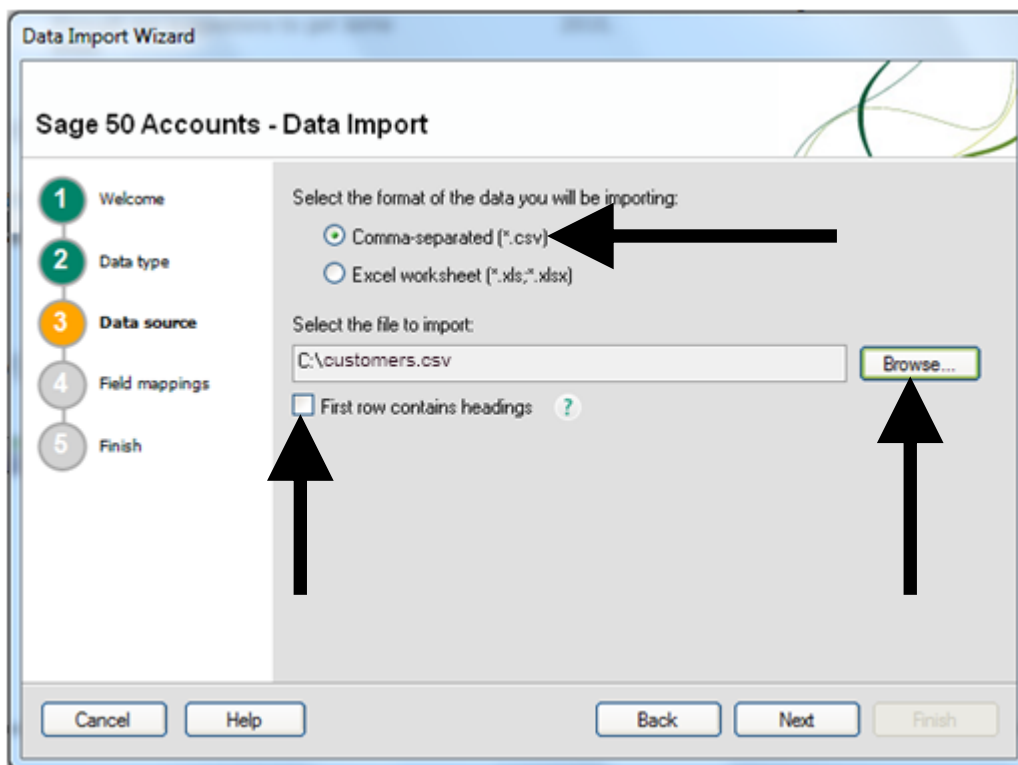 Data Import Wizard
Sage 50 Accounts - Data Import
1 Welcome
2 Data type
3 Data source
4 Field mappings
5 Finish
Select the format of the data you will be importing:
Comma-separated (*.csv)
Excel worksheet (*.xls;*.xlsx)
Select the file to import:
C:\customers.csv
Browse...
First row contains headings ?
Cancel Help Back Next Finish